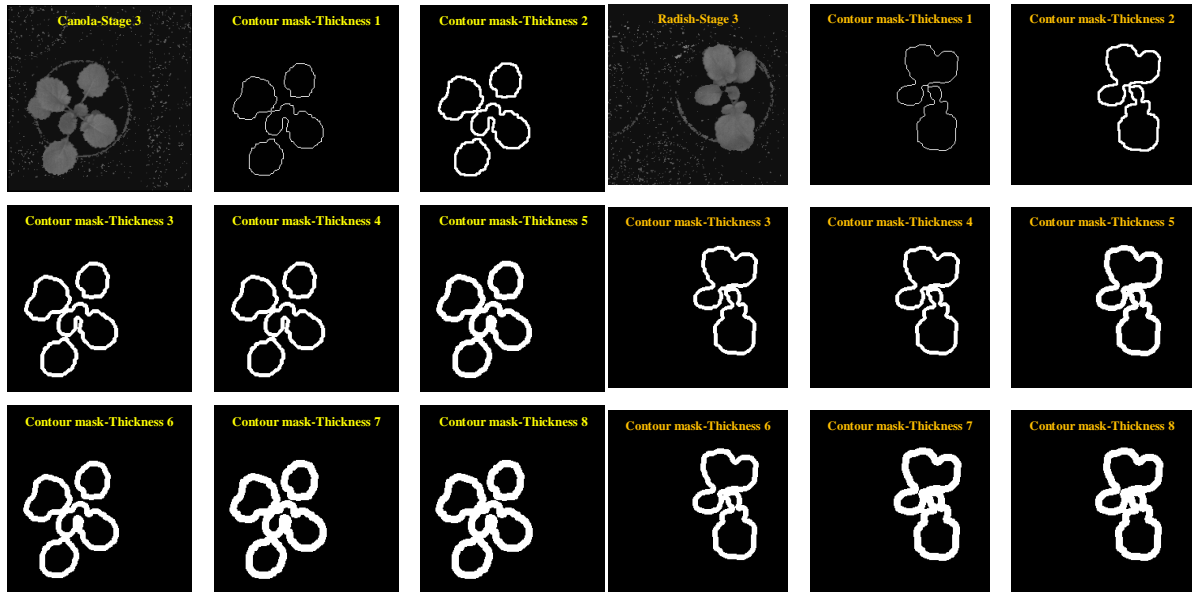 Canola-Stage 3
Contour mask-Thickness 1
Contour mask-Thickness 2
Radish-Stage 3
Contour mask-Thickness 1
Contour mask-Thickness 2
Contour mask-Thickness 3
Contour mask-Thickness 4
Contour mask-Thickness 5
Contour mask-Thickness 3
Contour mask-Thickness 4
Contour mask-Thickness 5
Contour mask-Thickness 6
Contour mask-Thickness 7
Contour mask-Thickness 8
Contour mask-Thickness 6
Contour mask-Thickness 7
Contour mask-Thickness 8